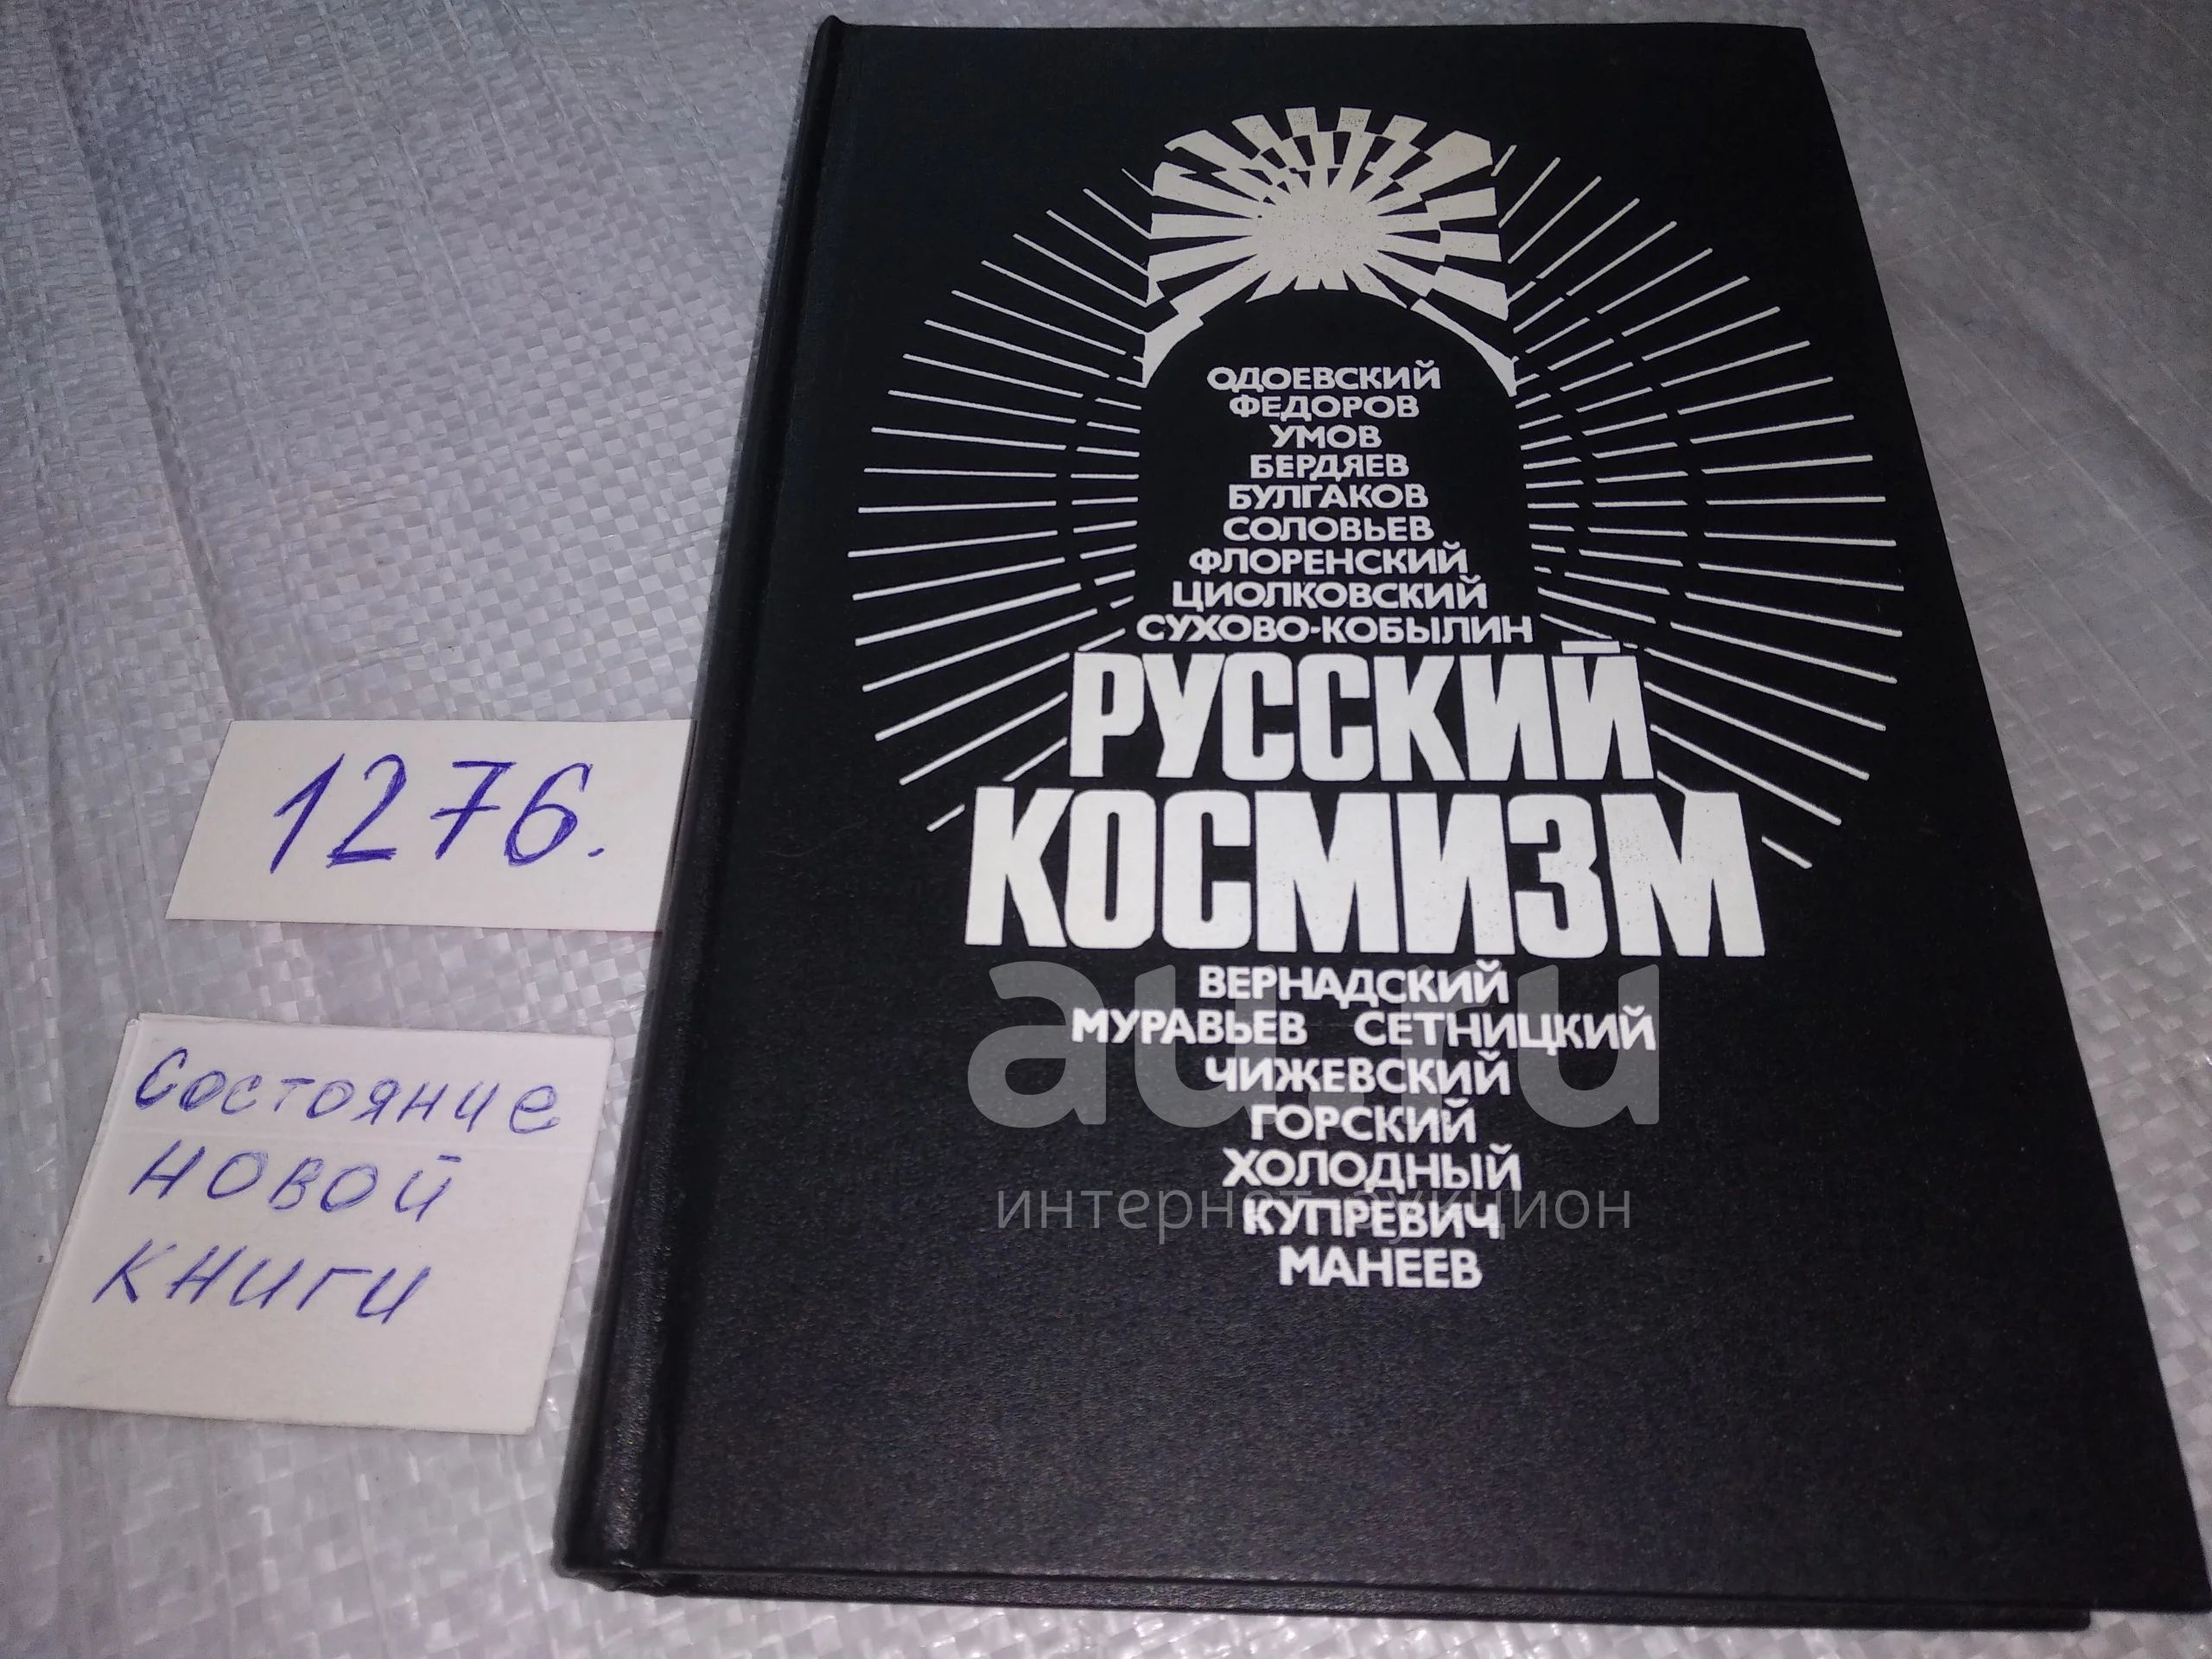 ОДОЕВСКИЙ
ФЕДОРОВ
УМОВ
БЕРДЯЕВ
БУЛГАКОВ
СОЛОВЬЕВ
ФЛОРЕНСКИЙ
ЦИОЛКОВСКИЙ
СУХОВО-КОБЫЛИН
РУССКИЙ
КОСМИЗМ
ВЕРНАДСКИЙ
МУРАВЬЕВ СЕТНИЦКИЙ
ЧИЖЕВСКИЙ
ГОРСКИЙ
ХОЛОДНЫЙ
КУПРЕВИЧ
МАНЕЕВ
1276.
Состояние
новой
книги
au.ru
интернет-аукцион